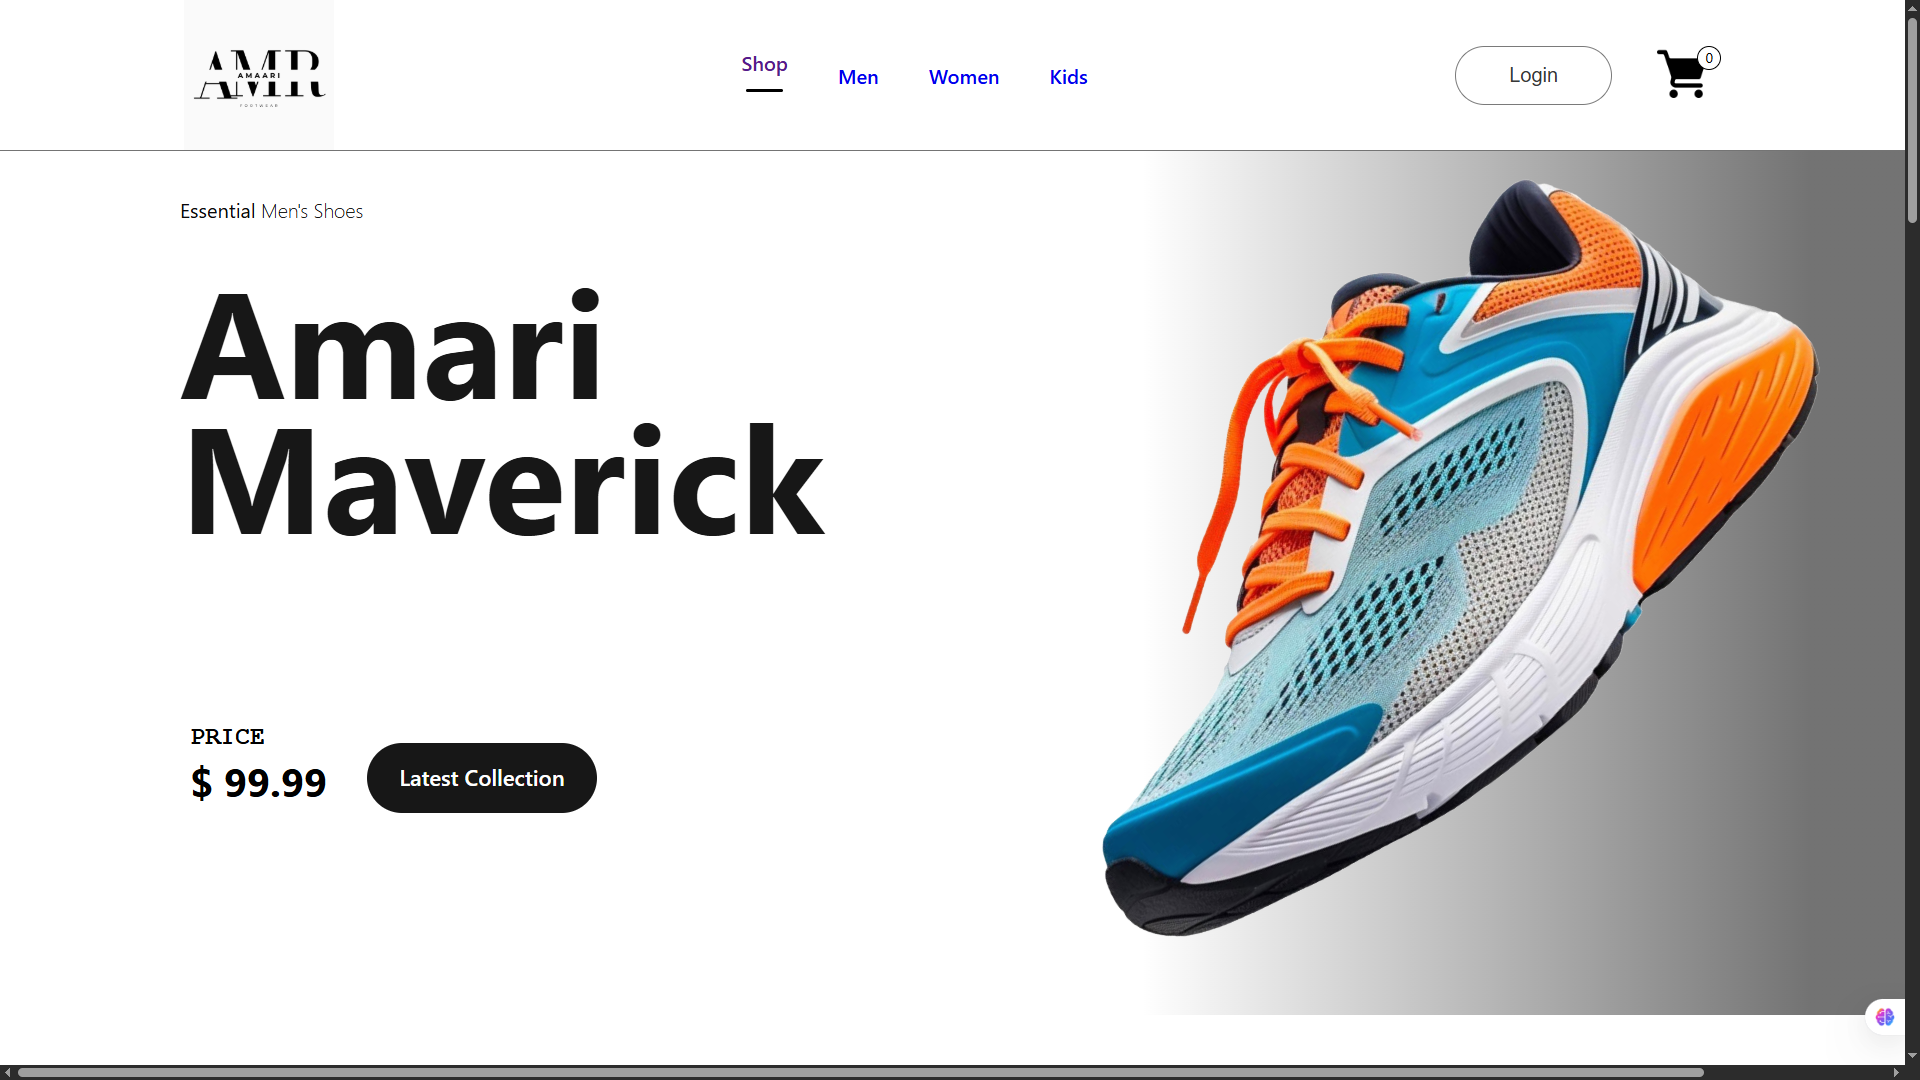 AMR
AMAARI
FOOTWEAR
Shop
Men
Women
Kids
Login
0
Essential Men's Shoes
Amari
Maverick
PRICE
$ 99.99
Latest Collection